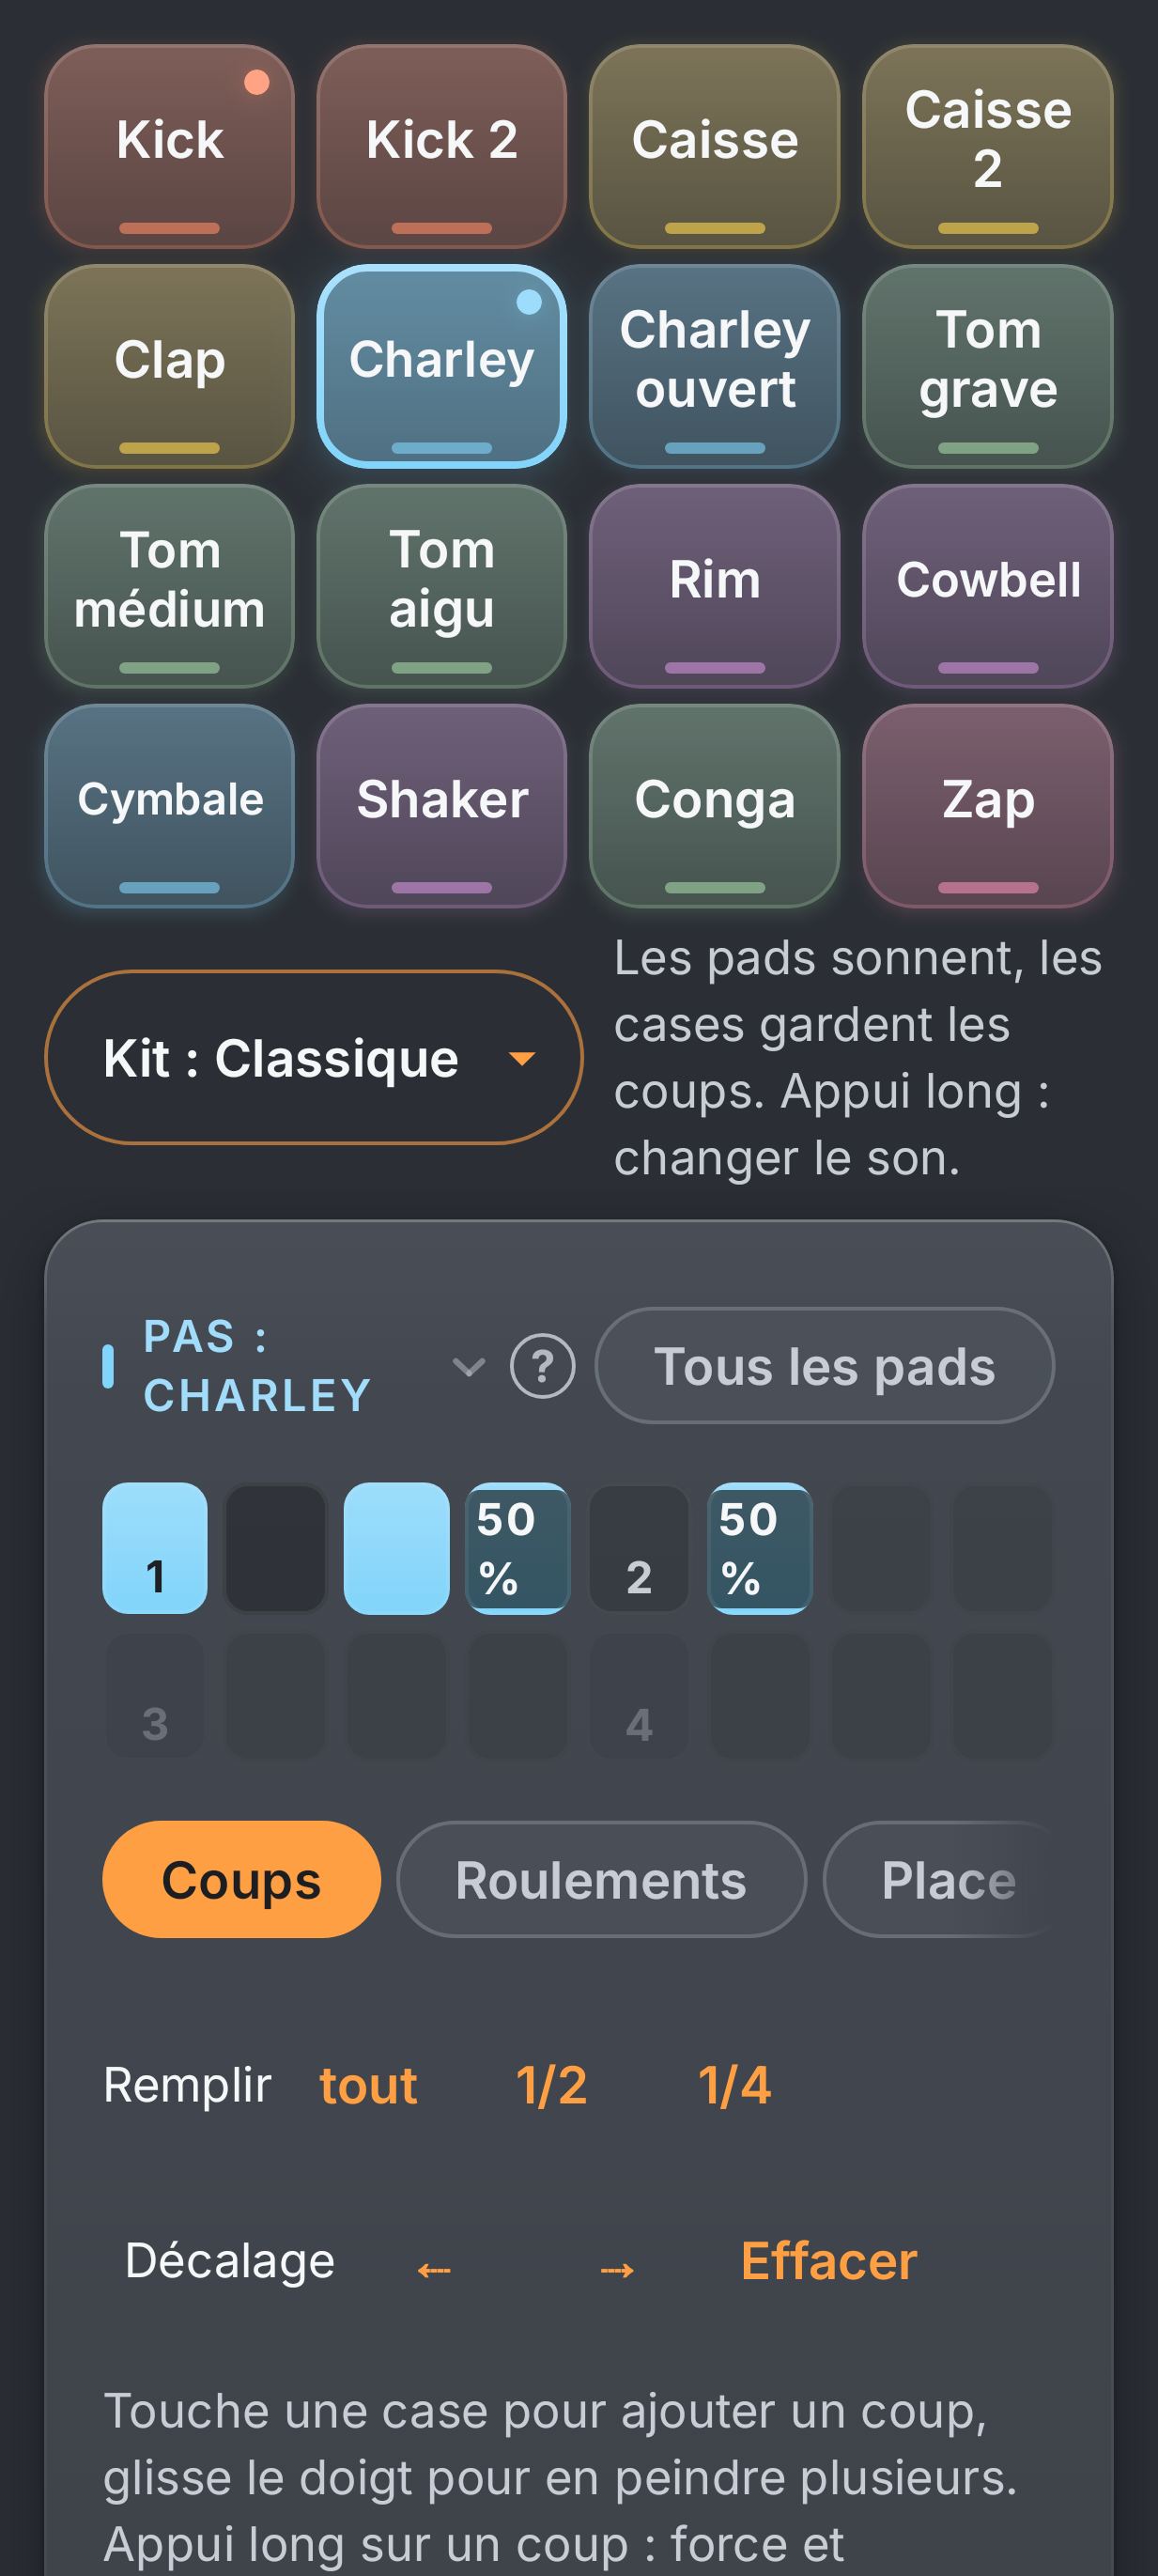 Kick
Kick 2
Caisse
Caisse
2
Clap
Charley
Charley
ouvert
Tom
grave
Tom
médium
Tom
aigu
Rim
Cowbell
Cymbale
Shaker
Conga
Zap
Kit : Classique
Les pads sonnent, les
cases gardent les
coups. Appui long :
changer le son.
PAS :
CHARLEY
?
Tous les pads
1
50
%
2
50
%
3
4
Coups
Roulements
Place
Remplir
tout
1/2
1/4
Décalage
←
→
Effacer
Touche une case pour ajouter un coup,
glisse le doigt pour en peindre plusieurs.
Appui long sur un coup : force et